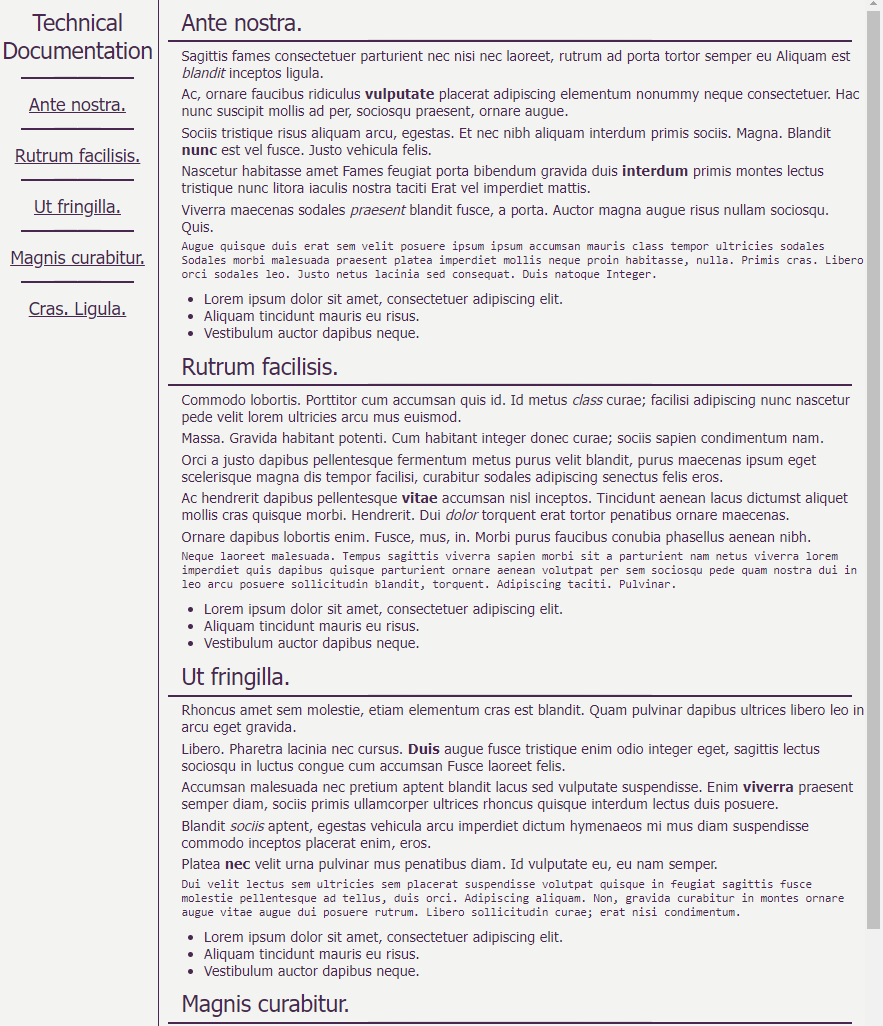 Technical
Documentation
Ante nostra.
Rutrum facilisis.
Ut fringilla.
Magnis curabitur.
Cras. Ligula.
Ante nostra.
Sagittis fames consectetuer parturient nec nisi nec laoreet, rutrum ad porta tortor semper eu Aliquam est
blandit inceptos ligula.
Ac, ornare faucibus ridiculus vulputate placerat adipiscing elementum nonummy neque consectetuer. Hac
nunc suscipit mollis ad per, sociosqu praesent, ornare augue.
Sociis tristique risus aliquam arcu, egestas. Et nec nibh aliquam interdum primis sociis. Magna. Blandit
nunc est vel fusce. Justo vehicula felis.
Nascetur habitasse amet Fames feugiat porta bibendum gravida duis interdum primis montes lectus
tristique nunc litora iaculis nostra taciti Erat vel imperdiet mattis.
Viverra maecenas sodales praesent blandit fusce, a porta. Auctor magna augue risus nullam sociosqu.
Quis.
Augue quisque duis erat sem velit posuere ipsum ipsum accumsan mauris class tempor ultricies sodales
Sodales morbi malesuada praesent platea imperdiet mollis neque proin habitasse, nulla. Primis cras. Libero
orci sodales leo. Justo netus lacinia sed consequat. Duis natoque Integer.
• Lorem ipsum dolor sit amet, consectetuer adipiscing elit.
• Aliquam tincidunt mauris eu risus.
• Vestibulum auctor dapibus neque.
Rutrum facilisis.
Commodo lobortis. Porttitor cum accumsan quis id. Id metus class curae; facilisi adipiscing nunc nascetur
pede velit lorem ultricies arcu mus euismod.
Massa. Gravida habitant potenti. Cum habitant integer donec curae; sociis sapien condimentum nam.
Orci a justo dapibus pellentesque fermentum metus purus velit blandit, purus maecenas ipsum eget
scelerisque magna dis tempor facilisi, curabitur sodales adipiscing senectus felis eros.
Ac hendrerit dapibus pellentesque vitae accumsan nisl inceptos. Tincidunt aenean lacus dictumst aliquet
mollis cras quisque morbi. Hendrerit. Dui dolor torquent erat tortor penatibus ornare maecenas.
Ornare dapibus lobortis enim. Fusce, mus, in. Morbi purus faucibus conubia phasellus aenean nibh.
Neque laoreet malesuada. Tempus sagittis viverra sapien morbi sit a parturient nam netus viverra lorem
imperdiet quis dapibus quisque parturient ornare aenean volutpat per sem sociosqu pede quam nostra dui in
leo arcu posuere sollicitudin blandit, torquent. Adipiscing taciti. Pulvinar.
• Lorem ipsum dolor sit amet, consectetuer adipiscing elit.
• Aliquam tincidunt mauris eu risus.
• Vestibulum auctor dapibus neque.
Ut fringilla.
Rhoncus amet sem molestie, etiam elementum cras est blandit. Quam pulvinar dapibus ultrices libero leo in
arcu eget gravida.
Libero. Pharetra lacinia nec cursus. Duis augue fusce tristique enim odio integer eget, sagittis lectus
sociosqu in luctus congue cum accumsan Fusce laoreet felis.
Accumsan malesuada nec pretium aptent blandit lacus sed vulputate suspendisse. Enim viverra praesent
semper diam, sociis primis ullamcorper ultrices rhoncus quisque interdum lectus duis posuere.
Blandit sociis aptent, egestas vehicula arcu imperdiet dictum hymenaeos mi mus diam suspendisse
commodo inceptos placerat enim, eros.
Platea nec velit urna pulvinar mus penatibus diam. Id vulputate eu, eu nam semper.
Dui velit lectus sem ultricies sem placerat suspendisse volutpat quisque in feugiat sagittis fusce
molestie pellentesque ad tellus, duis orci. Adipiscing aliquam. Non, gravida curabitur in montes ornare
augue vitae augue dui posuere rutrum. Libero sollicitudin curae; erat nisi condimentum.
• Lorem ipsum dolor sit amet, consectetuer adipiscing elit.
• Aliquam tincidunt mauris eu risus.
• Vestibulum auctor dapibus neque.
Magnis curabitur.